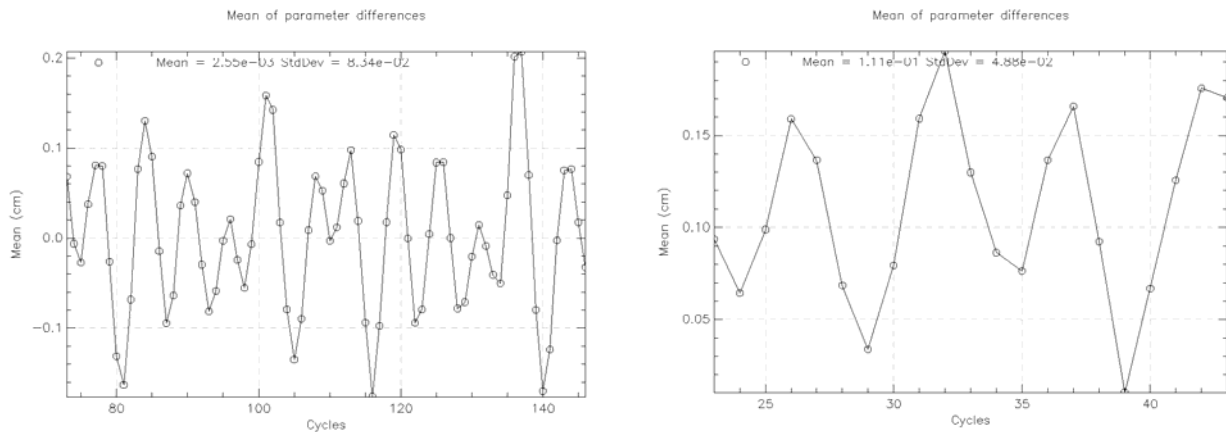 Mean of parameter differences
Mean = 2.55e-03 StdDev = 8.34e-02
0.2
0.1
0.0
-0.1
Mean (cm)
80
100
120
140
Cycles
Mean of parameter differences
Mean = 1.11e-01 StdDev = 4.88e-02
0.15
0.10
0.05
Mean (cm)
25
30
35
40
Cycles